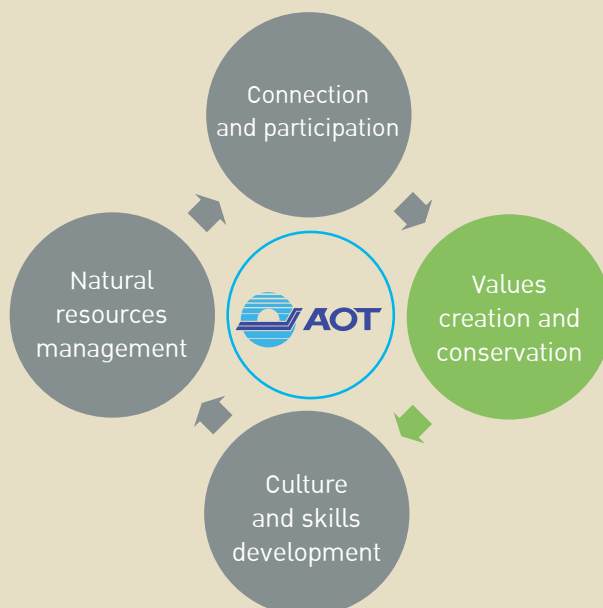 Connection
and participation
Natural
resources
management
AOT
Values
creation and
conservation
Culture
and skills
development